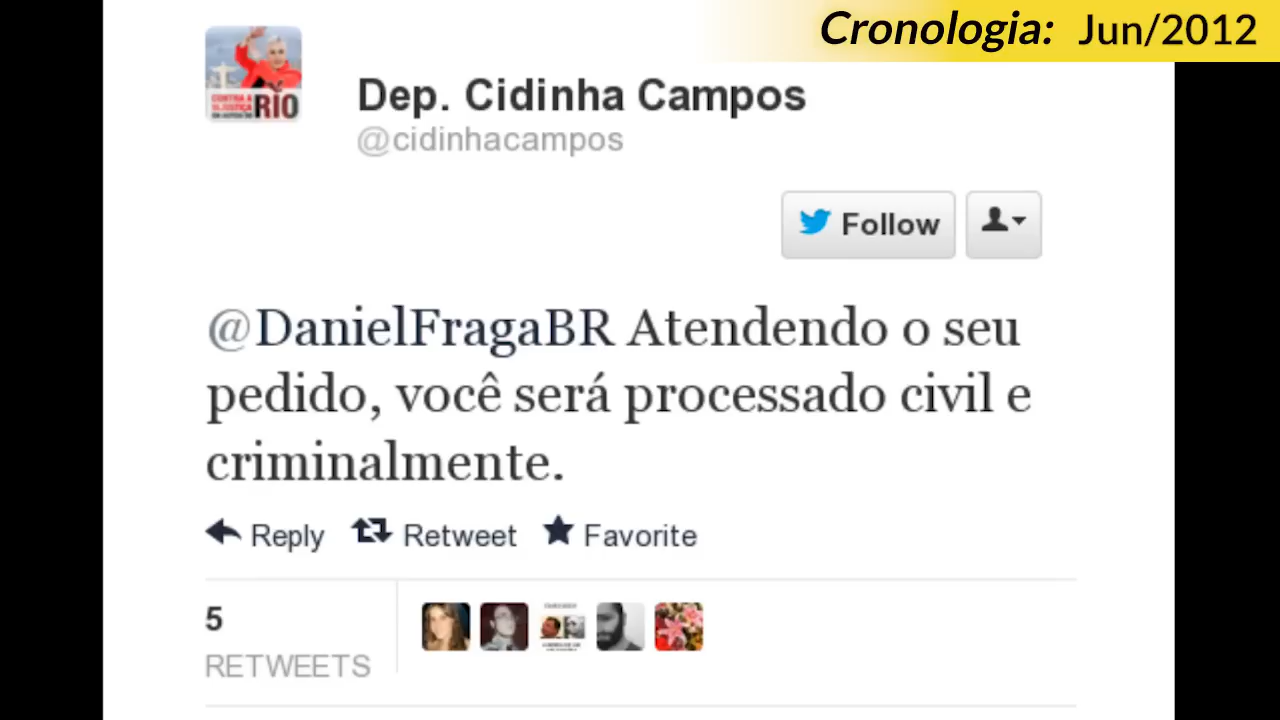 Cronologia: Jun/2012
RIO
Dep. Cidinha Campos
@cidinhacampos
Follow
@DanielFragaBR Atendendo o seu
pedido, você será processado civil e
criminalmente.
Reply Retweet Favorite
5
RETWEETS